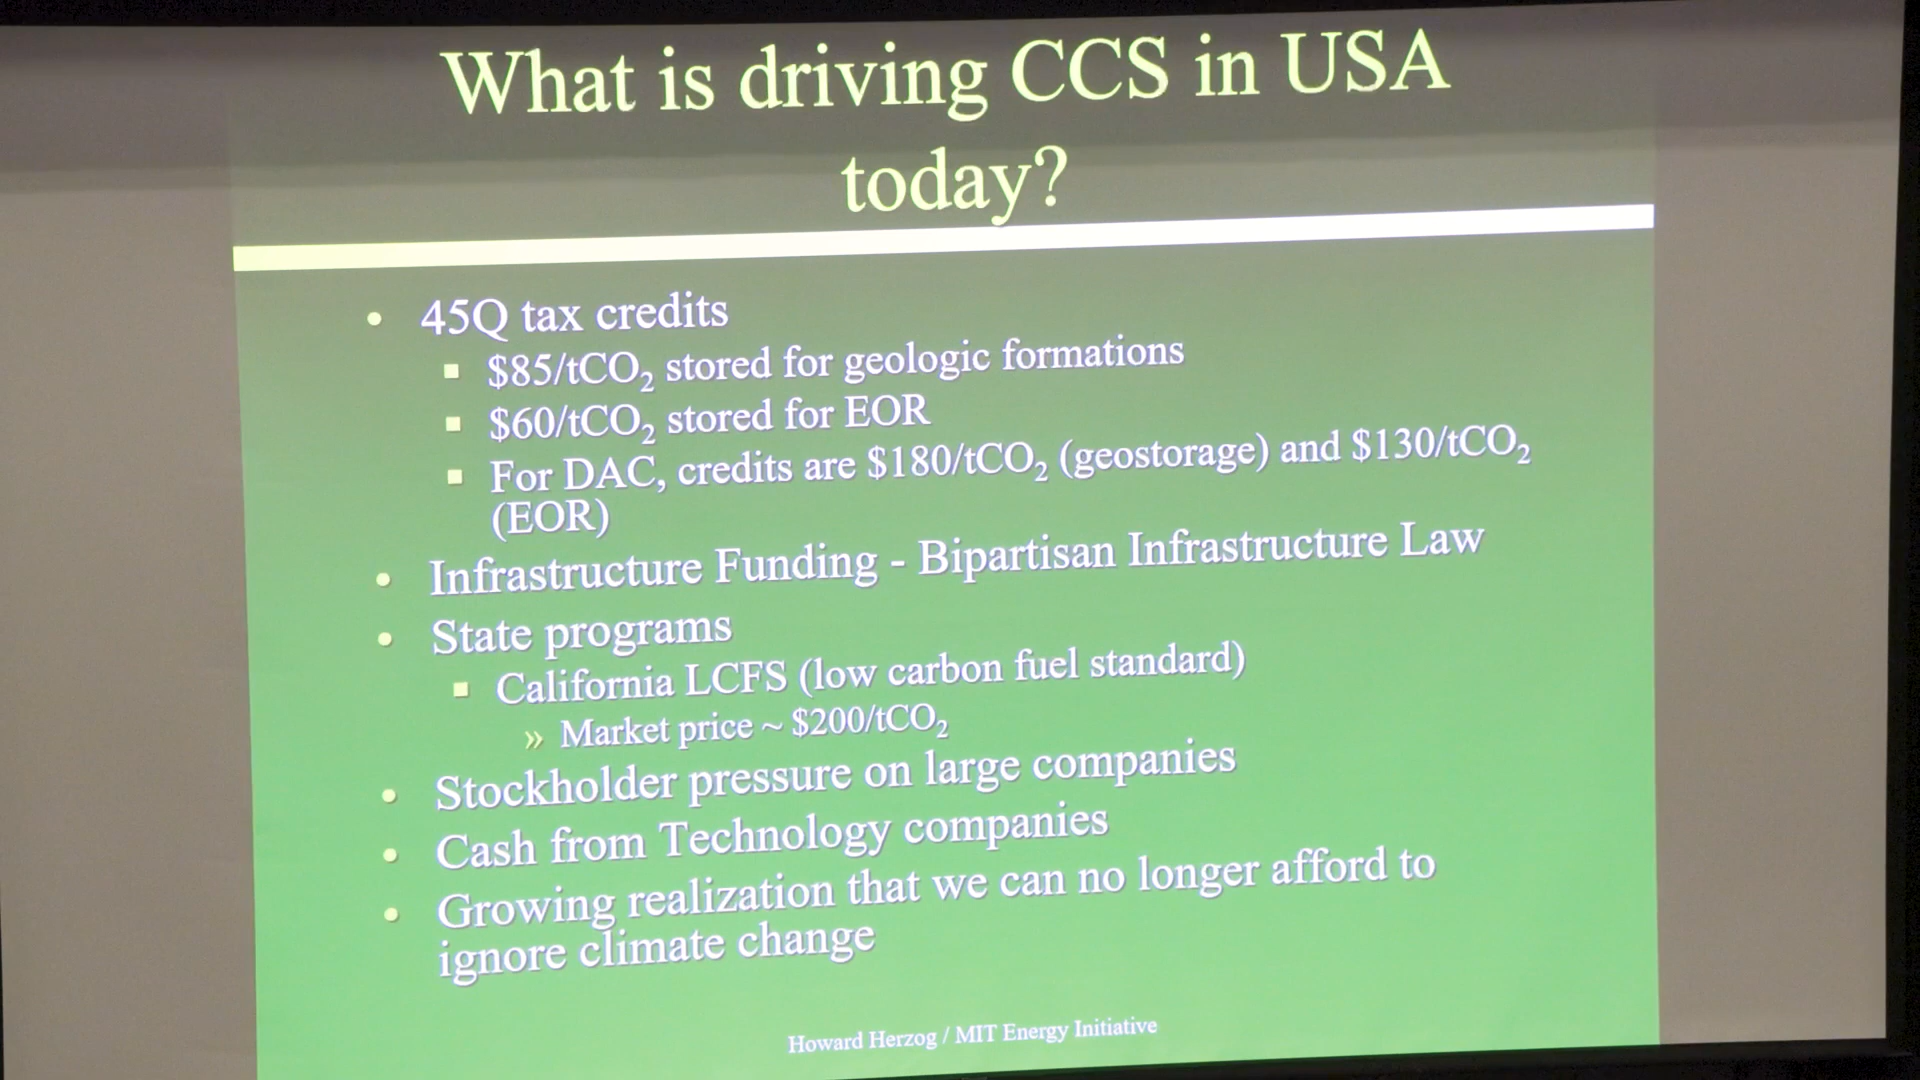 What is driving CCS in USA
today?
• 45Q tax credits
▪ $85/tCO₂ stored for geologic formations
▪ $60/tCO₂ stored for EOR
▪ For DAC, credits are $180/tCO₂ (geostorage) and $130/tCO₂
(EOR)
• Infrastructure Funding - Bipartisan Infrastructure Law
• State programs
▪ California LCFS (low carbon fuel standard)
» Market price ~ $200/tCO₂
• Stockholder pressure on large companies
• Cash from Technology companies
• Growing realization that we can no longer afford to
ignore climate change
Howard Herzog / MIT Energy Initiative